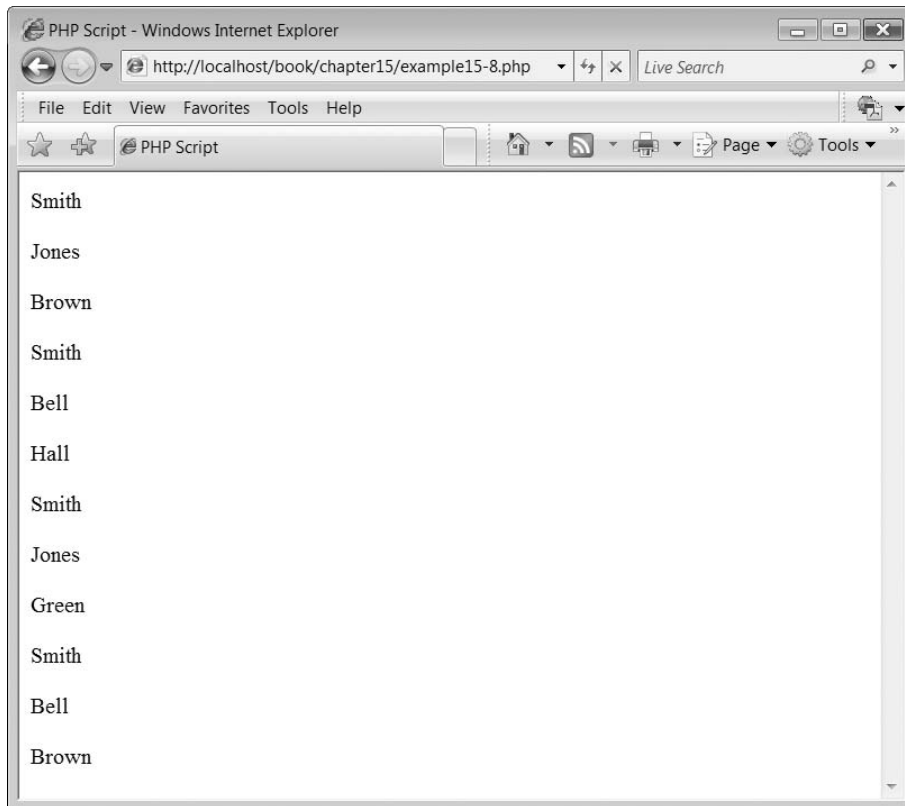 PHP Script - Windows Internet Explorer
http://localhost/book/chapter15/example15-8.php Live Search
File Edit View Favorites Tools Help
PHP Script Page Tools
Smith
Jones
Brown
Smith
Bell
Hall
Smith
Jones
Green
Smith
Bell
Brown